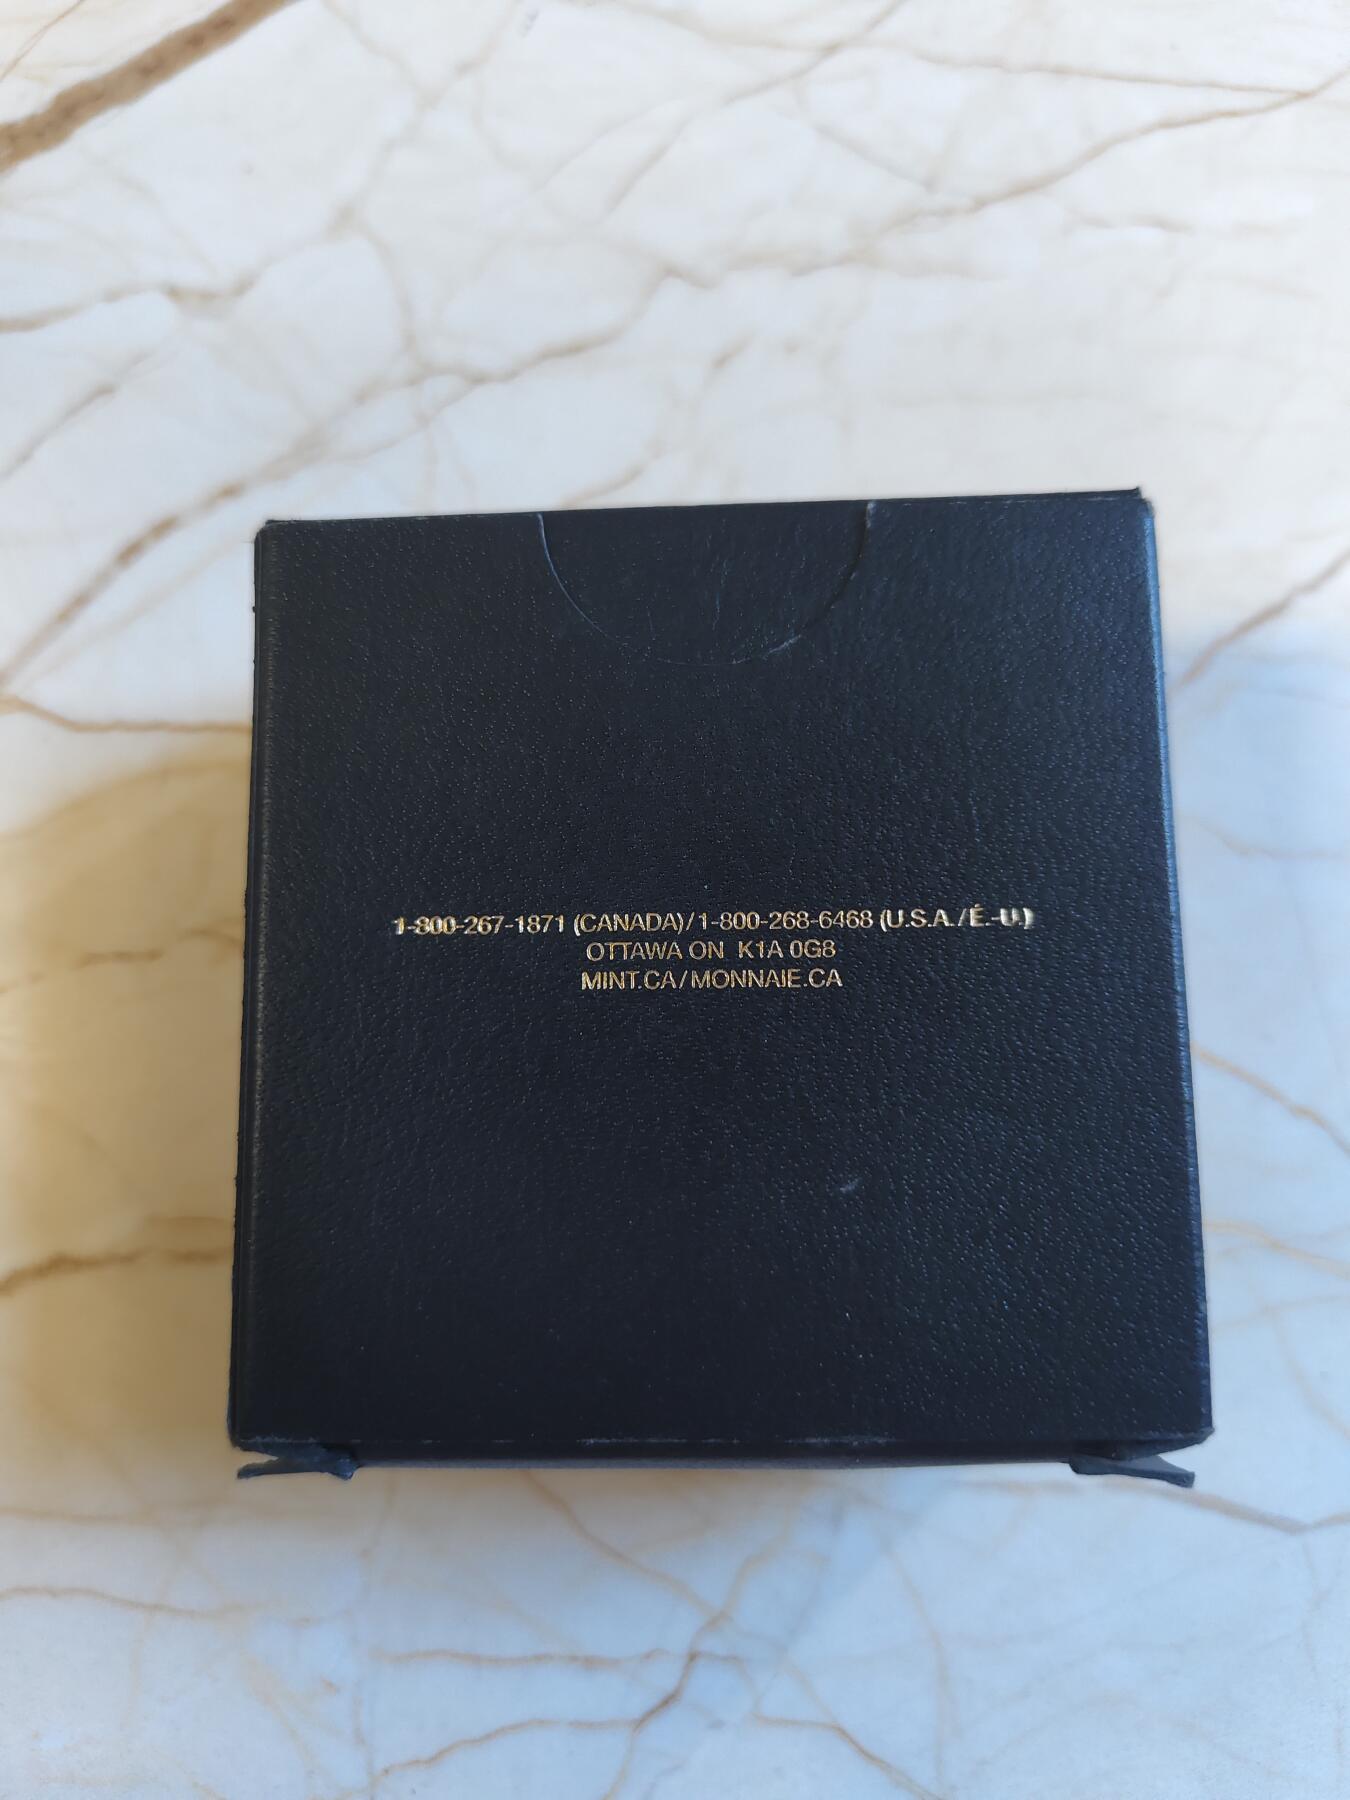 1-800-267-1871 (CANADA)/1-800-268-6468 (U.S.A./É.-U.)
OTTAWA ON K1A 0G8
MINT.CA/MONNAIE.CA